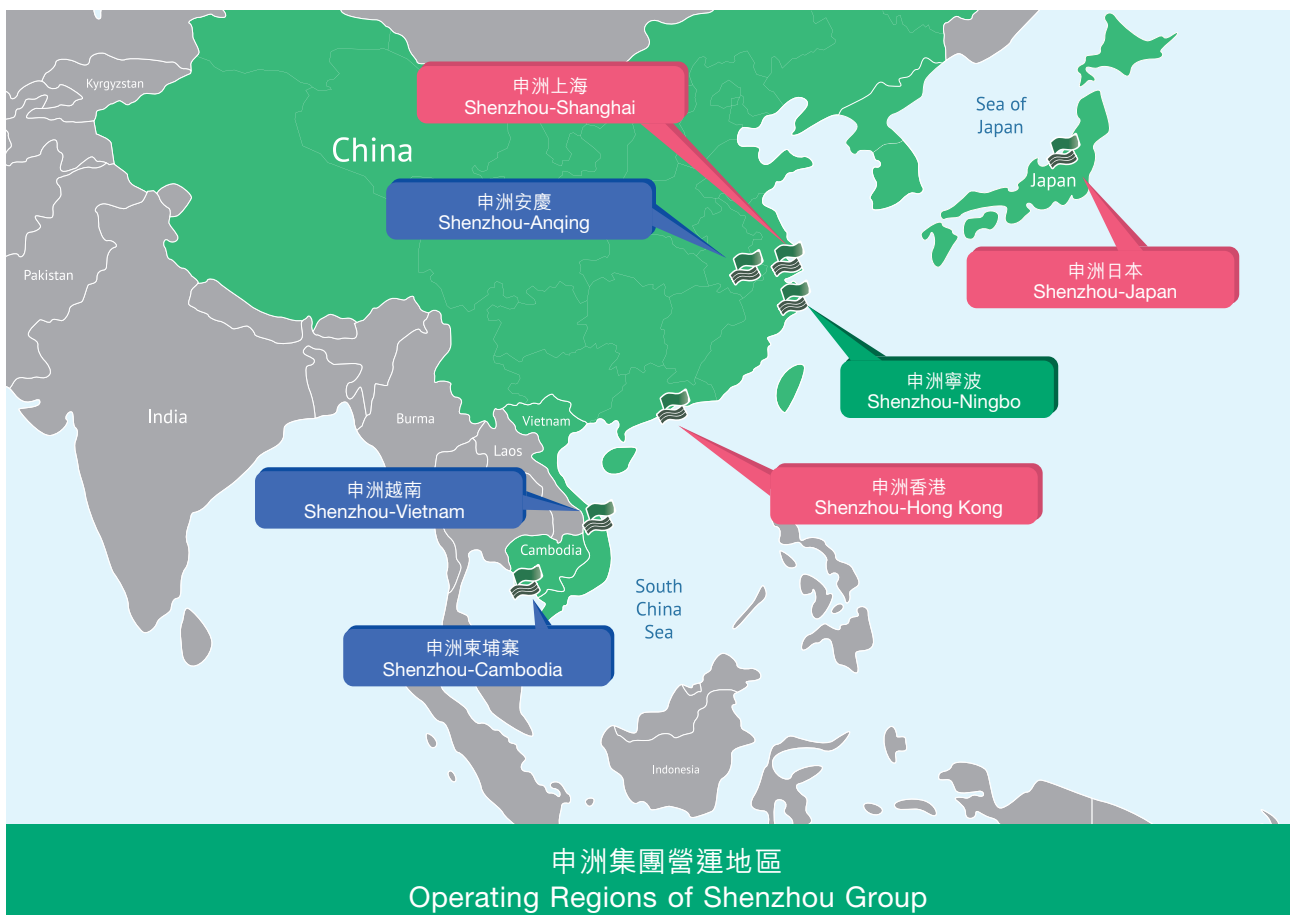 Kyrgyzstan
申洲上海
Shenzhou-Shanghai
Sea of
Japan
China
申洲安慶
Shenzhou-Anqing
Japan
Pakistan
申洲日本
Shenzhou-Japan
申洲寧波
Shenzhou-Ningbo
India
Burma
Vietnam
Laos
申洲越南
Shenzhou-Vietnam
申洲香港
Shenzhou-Hong Kong
Cambodia
South
China
Sea
申洲柬埔寨
Shenzhou-Cambodia
Indonesia
申洲集團營運地區
Operating Regions of Shenzhou Group